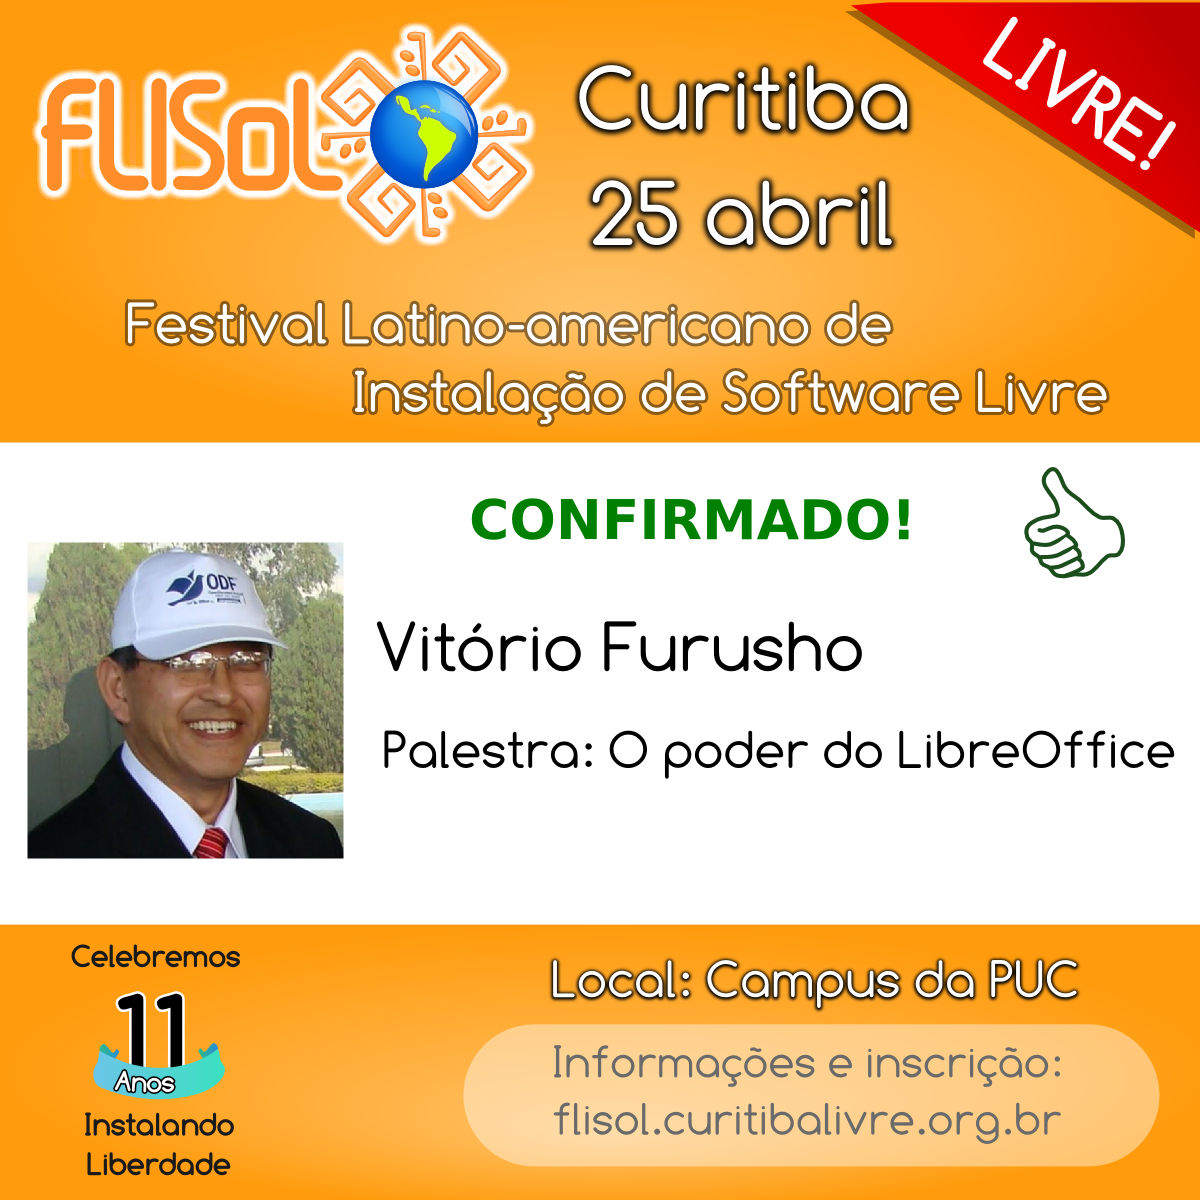 fLISol
Curitiba
LIVRE!
25 abril
Festival Latino-americano de
Instalação de Software Livre
CONFIRMADO!
ODF
Vitório Furusho
Palestra: O poder do LibreOffice
Celebremos
11
Anos
Instalando
Liberdade
Local: Campus da PUC
Informações e inscrição:
flisol.curitibalivre.org.br